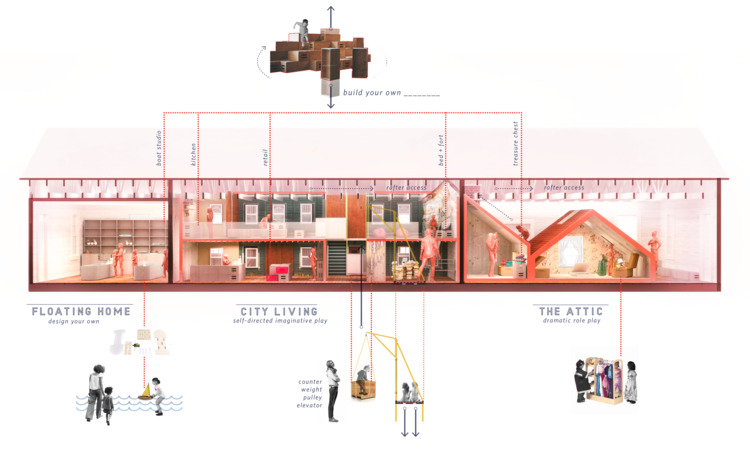 build your own ________
boat studio
kitchen
retail
bed + fort
treasure chest
rafter access
rafter access
FLOATING HOME
design your own
CITY LIVING
self-directed imaginative play
THE ATTIC
dramatic role play
counter
weight
pulley
elevator